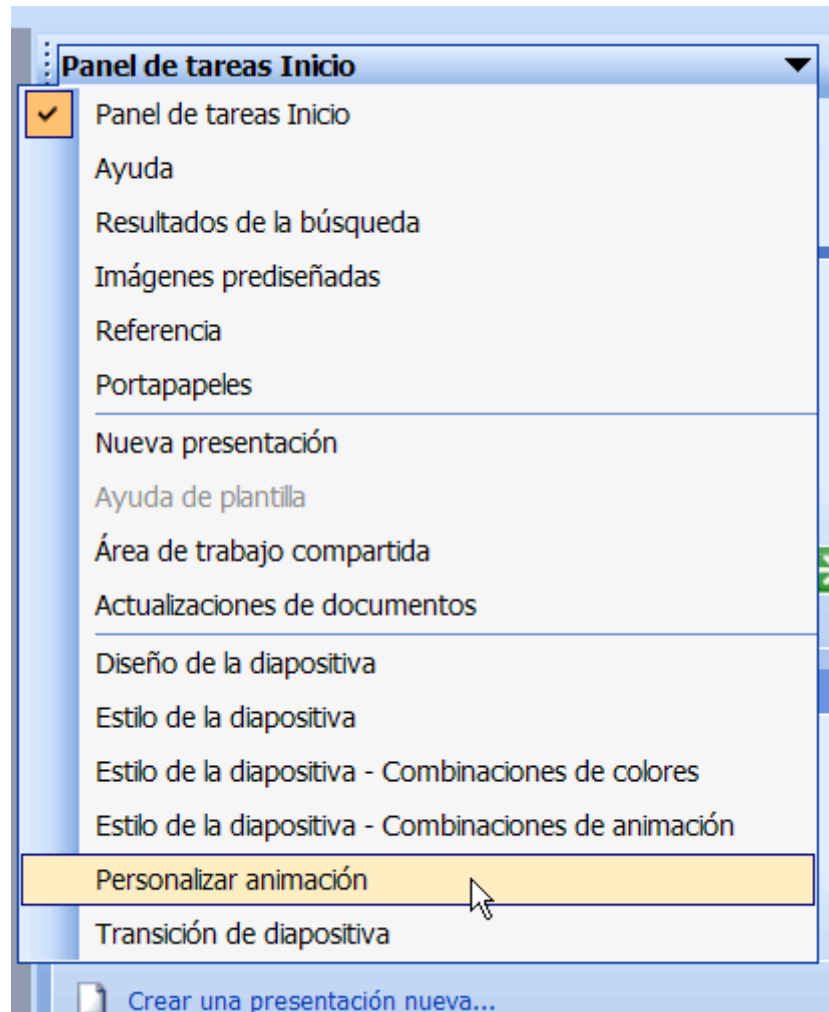 Panel de tareas Inicio
Panel de tareas Inicio
Ayuda
Resultados de la búsqueda
Imágenes prediseñadas
Referencia
Portapapeles
Nueva presentación
Ayuda de plantilla
Área de trabajo compartida
Actualizaciones de documentos
Diseño de la diapositiva
Estilo de la diapositiva
Estilo de la diapositiva - Combinaciones de colores
Estilo de la diapositiva - Combinaciones de animación
Personalizar animación
Transición de diapositiva
Crear una presentación nueva...